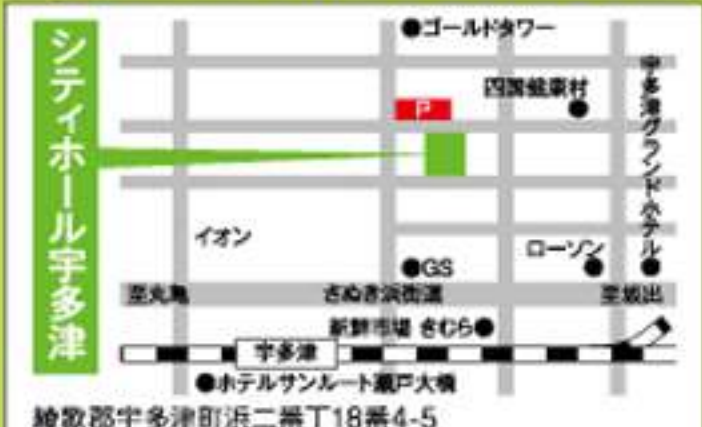 シティホール宇多津
●ゴールドタワー
四国健康村
P
宇多津グランドホテル
イオン
ローソン
●GS
至丸亀
さぬき浜街道
至坂出
新鮮市場 きむら●
宇多津
●ホテルサンルート瀬戸大橋
綾歌郡宇多津町浜二番丁18番4-5